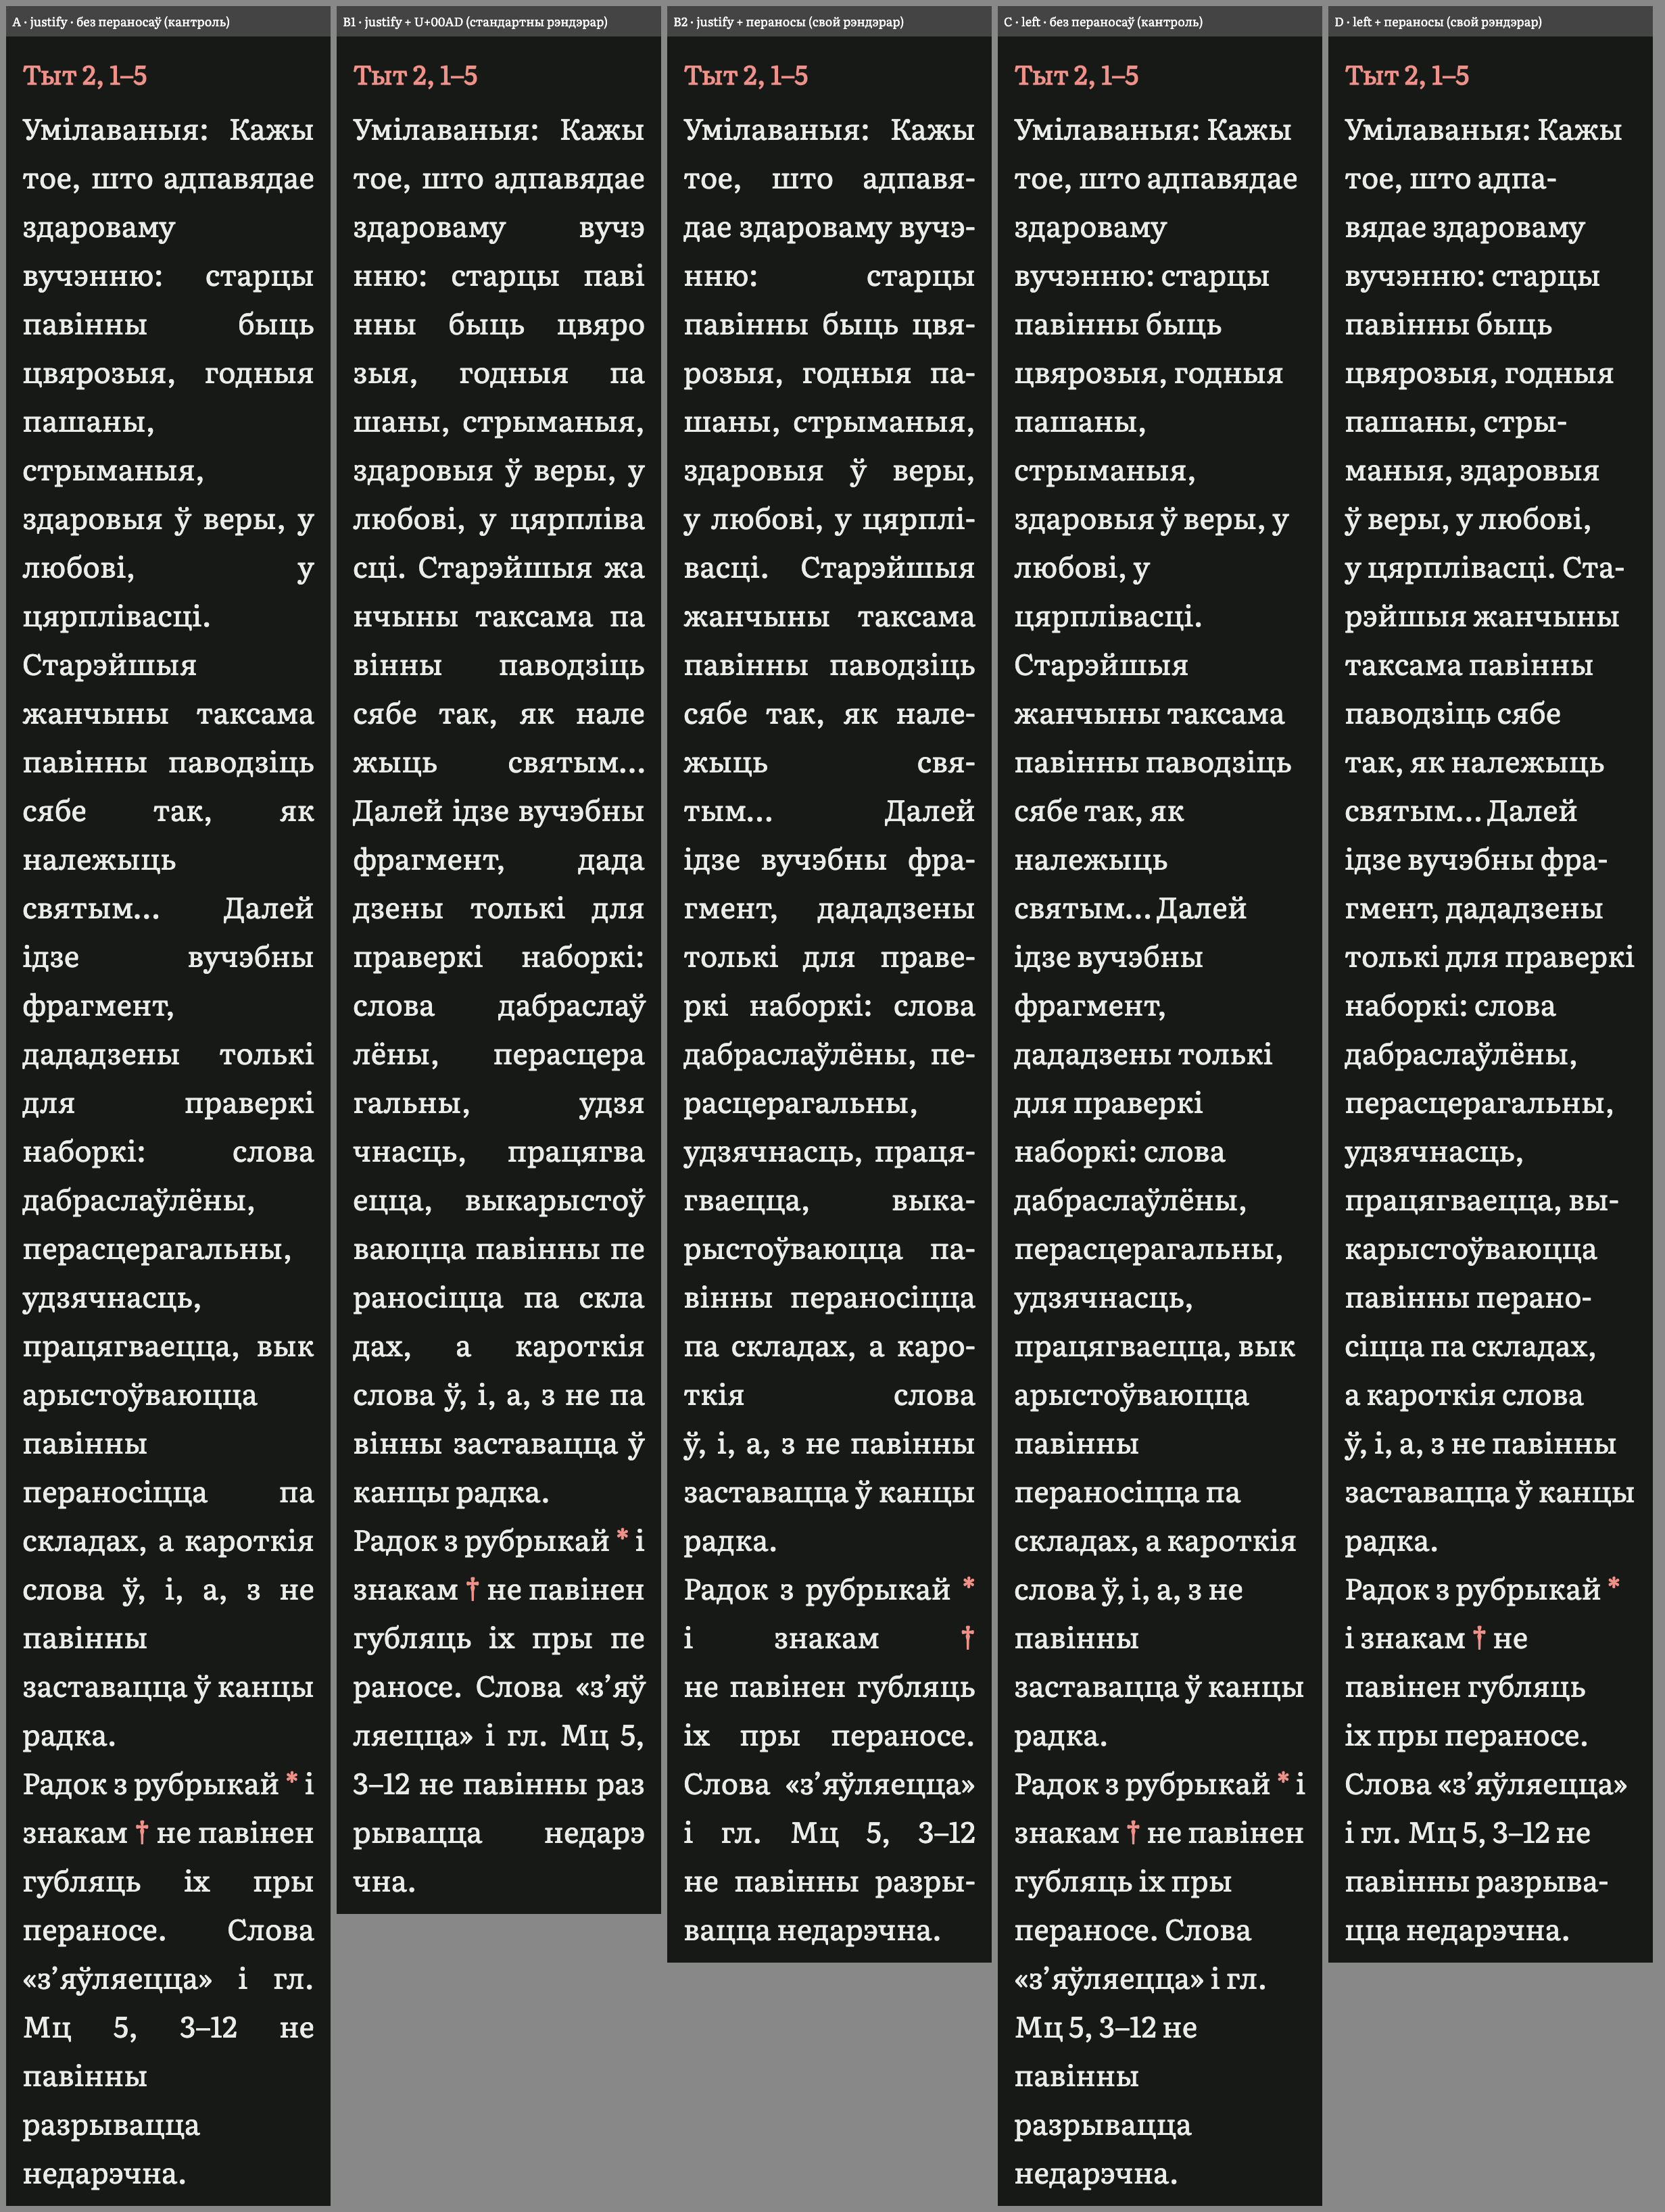 A · justify · без пераносаў (кантроль)
Тыт 2, 1–5
Умілаваныя: Кажы
тое, што адпавядае
здароваму
вучэнню: старцы
павінны быць
цвярозыя, годныя
пашаны,
стрыманыя,
здаровыя ў веры, у
любові, у
цярплівасці.
Старэйшыя
жанчыны таксама
павінны паводзіць
сябе так, як
належыць
святым… Далей
ідзе вучэбны
фрагмент,
дададзены толькі
для праверкі
наборкі: слова
дабраслаўлёны,
перасцерагальны,
удзячнасць,
працягваецца, вык
арыстоўваюцца
павінны
пераносіцца па
складах, а кароткія
слова ў, і, а, з не
павінны
заставацца ў канцы
радка.
Радок з рубрыкай * і
знакам † не павінен
губляць іх пры
пераносе. Слова
«з’яўляецца» і гл.
Мц 5, 3–12 не
павінны
разрывацца
недарэчна.
B1 · justify + U+00AD (стандартны рэндэрар)
Тыт 2, 1–5
Умілаваныя: Кажы
тое, што адпавядае
здароваму вучэ
нню: старцы паві
нны быць цвяро
зыя, годныя па
шаны, стрыманыя,
здаровыя ў веры, у
любові, у цярпліва
сці. Старэйшыя жа
нчыны таксама па
вінны паводзіць
сябе так, як нале
жыць святым…
Далей ідзе вучэбны
фрагмент, дада
дзены толькі для
праверкі наборкі:
слова дабраслаў
лёны, перасцера
гальны, удзя
чнасць, працягва
ецца, выкарыстоў
ваюцца павінны пе
раносіцца па скла
дах, а кароткія
слова ў, і, а, з не па
вінны заставацца ў
канцы радка.
Радок з рубрыкай * і
знакам † не павінен
губляць іх пры пе
раносе. Слова «з’яў
ляецца» і гл. Мц 5,
3–12 не павінны раз
рывацца недарэ
чна.
B2 · justify + пераносы (свой рэндэрар)
Тыт 2, 1–5
Умілаваныя: Кажы
тое, што адпавя-
дае здароваму вучэ-
нню: старцы
павінны быць цвя-
розыя, годныя па-
шаны, стрыманыя,
здаровыя ў веры,
у любові, у цярплі-
васці. Старэйшыя
жанчыны таксама
павінны паводзіць
сябе так, як нале-
жыць свя-
тым… Далей
ідзе вучэбны фра-
гмент, дададзены
толькі для праве-
ркі наборкі: слова
дабраслаўлёны, пе-
расцерагальны,
удзячнасць, праця-
гваецца, выка-
рыстоўваюцца па-
вінны пераносіцца
па складах, а каро-
ткія слова
ў, і, а, з не павінны
заставацца ў канцы
радка.
Радок з рубрыкай *
і знакам †
не павінен губляць
іх пры пераносе.
Слова «з’яўляецца»
і гл. Мц 5, 3–12
не павінны разры-
вацца недарэчна.
C · left · без пераносаў (кантроль)
Тыт 2, 1–5
Умілаваныя: Кажы
тое, што адпавядае
здароваму
вучэнню: старцы
павінны быць
цвярозыя, годныя
пашаны,
стрыманыя,
здаровыя ў веры, у
любові, у
цярплівасці.
Старэйшыя
жанчыны таксама
павінны паводзіць
сябе так, як
належыць
святым… Далей
ідзе вучэбны
фрагмент,
дададзены толькі
для праверкі
наборкі: слова
дабраслаўлёны,
перасцерагальны,
удзячнасць,
працягваецца, вык
арыстоўваюцца
павінны
пераносіцца па
складах, а кароткія
слова ў, і, а, з не
павінны
заставацца ў канцы
радка.
Радок з рубрыкай * і
знакам † не павінен
губляць іх пры
пераносе. Слова
«з’яўляецца» і гл.
Мц 5, 3–12 не
павінны
разрывацца
недарэчна.
D · left + пераносы (свой рэндэрар)
Тыт 2, 1–5
Умілаваныя: Кажы
тое, што адпа-
вядае здароваму
вучэнню: старцы
павінны быць
цвярозыя, годныя
пашаны, стры-
маныя, здаровыя
ў веры, у любові,
у цярплівасці. Ста-
рэйшыя жанчыны
таксама павінны
паводзіць сябе
так, як належыць
святым… Далей
ідзе вучэбны фра-
гмент, дададзены
толькі для праверкі
наборкі: слова
дабраслаўлёны,
перасцерагальны,
удзячнасць,
працягваецца, вы-
карыстоўваюцца
павінны перано-
сіцца па складах,
а кароткія слова
ў, і, а, з не павінны
заставацца ў канцы
радка.
Радок з рубрыкай *
і знакам † не
павінен губляць
іх пры пераносе.
Слова «з’яўляецца»
і гл. Мц 5, 3–12 не
павінны разрыва-
цца недарэчна.